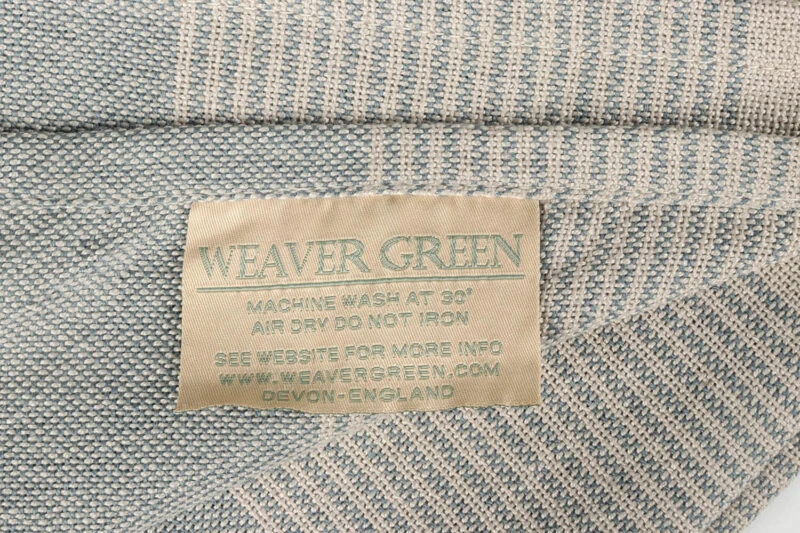 WEAVER GREEN
MACHINE WASH AT 30°
AIR DRY DO NOT IRON
SEE WEBSITE FOR MORE INFO
WWW.WEAVERGREEN.COM
DEVON-ENGLAND